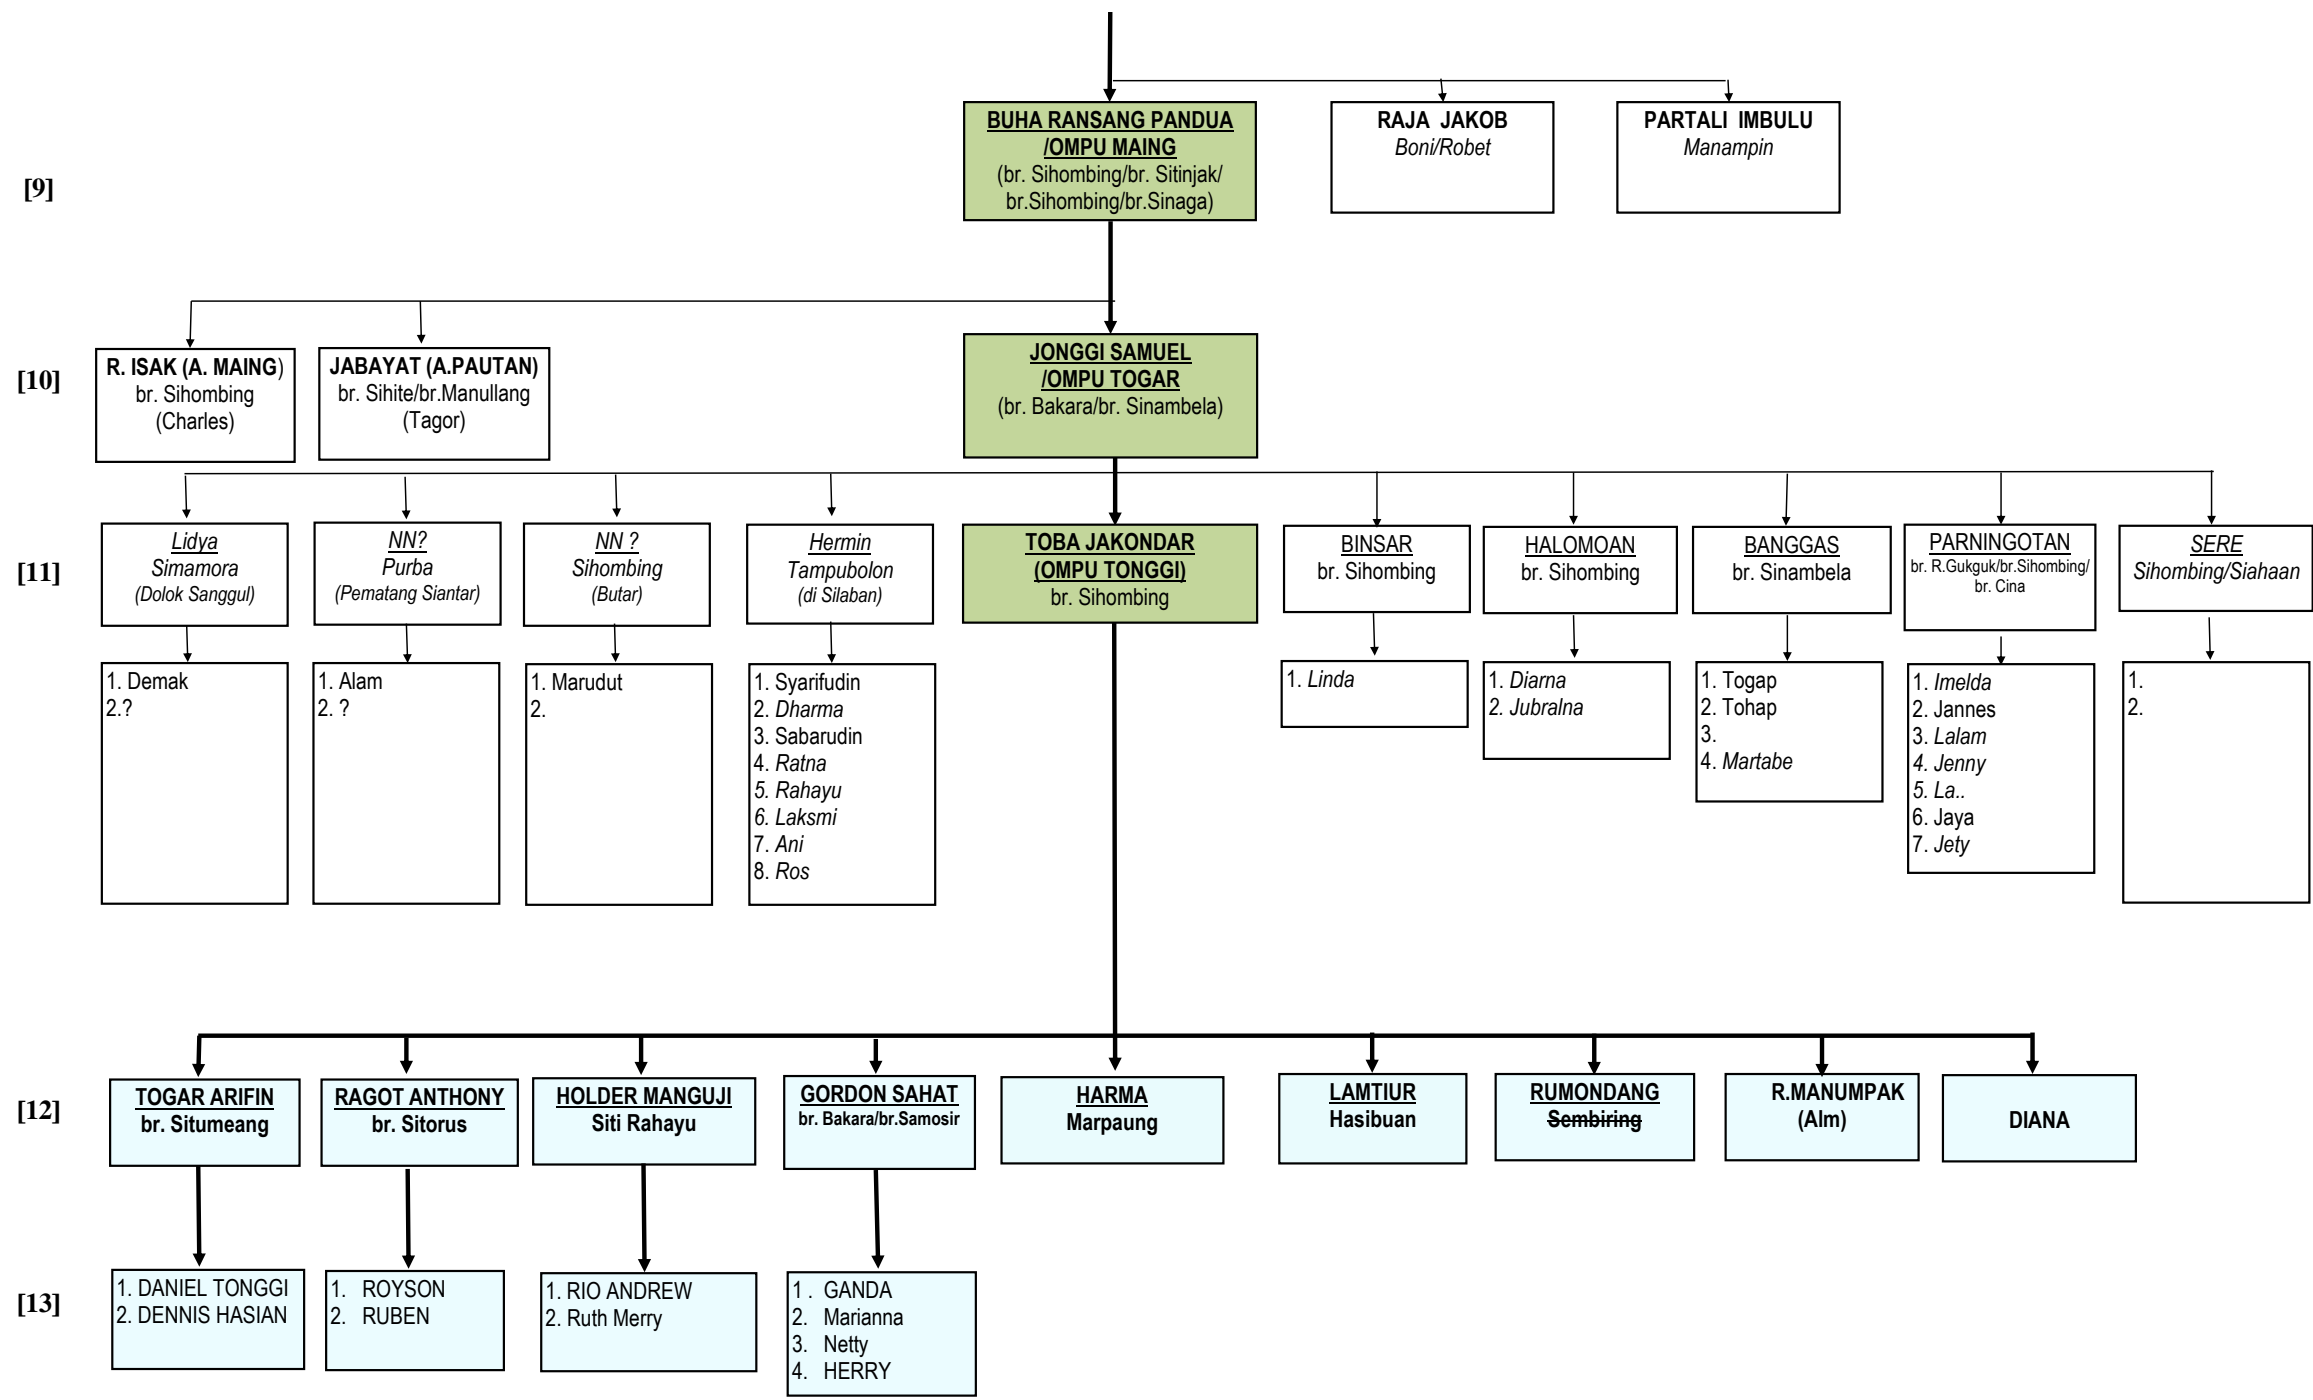 BUHA RANSANG PANDUA
/OMPU MAING
(br. Sihombing/br. Sitinjak/
br.Sihombing/br.Sinaga)
RAJA JAKOB
Boni/Robet
PARTALI IMBULU
Manampin
[9]
[10]
R. ISAK (A. MAING)
br. Sihombing
(Charles)
JABAYAT (A.PAUTAN)
br. Sihite/br.Manullang
(Tagor)
JONGGI SAMUEL
/OMPU TOGAR
(br. Bakara/br. Sinambela)
[11]
Lidya
Simamora
(Dolok Sanggul)
NN?
Purba
(Pematang Siantar)
NN ?
Sihombing
(Butar)
Hermin
Tampubolon
(di Silaban)
TOBA JAKONDAR
(OMPU TONGGI)
br. Sihombing
BINSAR
br. Sihombing
HALOMOAN
br. Sihombing
BANGGAS
br. Sinambela
PARNINGOTAN
br. R.Gukguk/br.Sihombing/
br. Cina
SERE
Sihombing/Siahaan
1. Demak
2.?
1. Alam
2. ?
1. Marudut
2.
1. Syarifudin
2. Dharma
3. Sabarudin
4. Ratna
5. Rahayu
6. Laksmi
7. Ani
8. Ros
1. Linda
1. Diarna
2. Jubralna
1. Togap
2. Tohap
3.
4. Martabe
1. Imelda
2. Jannes
3. Lalam
4. Jenny
5. La..
6. Jaya
7. Jety
1.
2.
[12]
TOGAR ARIFIN
br. Situmeang
RAGOT ANTHONY
br. Sitorus
HOLDER MANGUJI
Siti Rahayu
GORDON SAHAT
br. Bakara/br.Samosir
HARMA
Marpaung
LAMTIUR
Hasibuan
RUMONDANG
Sembiring
R.MANUMPAK
(Alm)
DIANA
[13]
1. DANIEL TONGGI
2. DENNIS HASIAN
1. ROYSON
2. RUBEN
1. RIO ANDREW
2. Ruth Merry
1 . GANDA
2. Marianna
3. Netty
4. HERRY